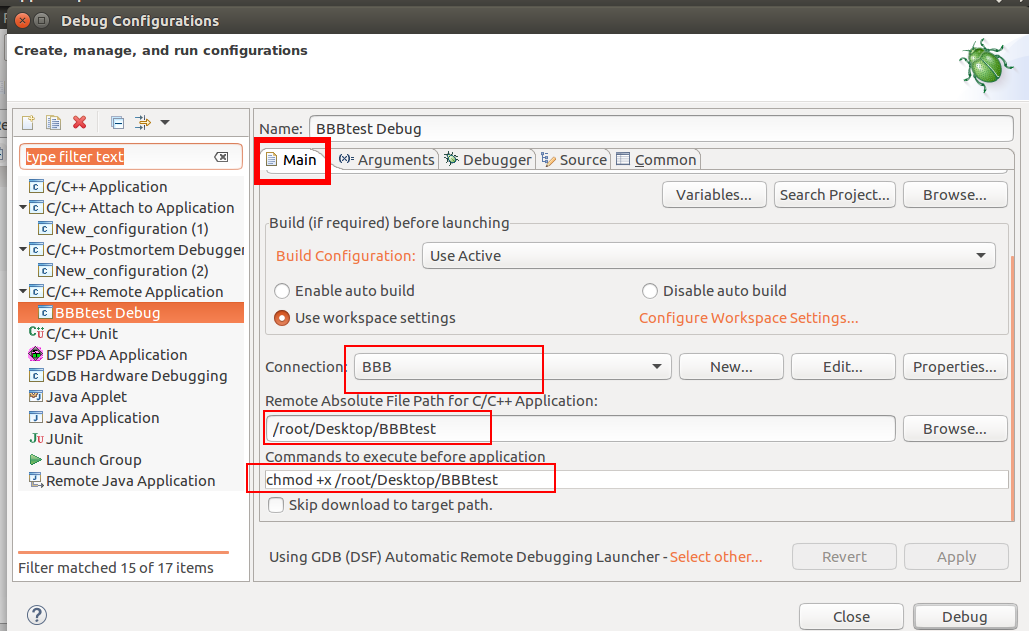 Debug Configurations
Create, manage, and run configurations
type filter text
C/C++ Application
C/C++ Attach to Application
New_configuration (1)
C/C++ Postmortem Debugger
New_configuration (2)
C/C++ Remote Application
BBBtest Debug
C/C++ Unit
DSF PDA Application
GDB Hardware Debugging
Java Applet
Java Application
JUnit
Launch Group
Remote Java Application
Filter matched 15 of 17 items
Name: BBBtest Debug
Main Arguments Debugger Source Common
Variables... Search Project... Browse...
Build (if required) before launching
Build Configuration: Use Active
Enable auto build Disable auto build
Use workspace settings Configure Workspace Settings...
Connection: BBB New... Edit... Properties...
Remote Absolute File Path for C/C++ Application:
/root/Desktop/BBBtest Browse...
Commands to execute before application
chmod +x /root/Desktop/BBBtest
Skip download to target path.
Using GDB (DSF) Automatic Remote Debugging Launcher - Select other... Revert Apply
Close Debug